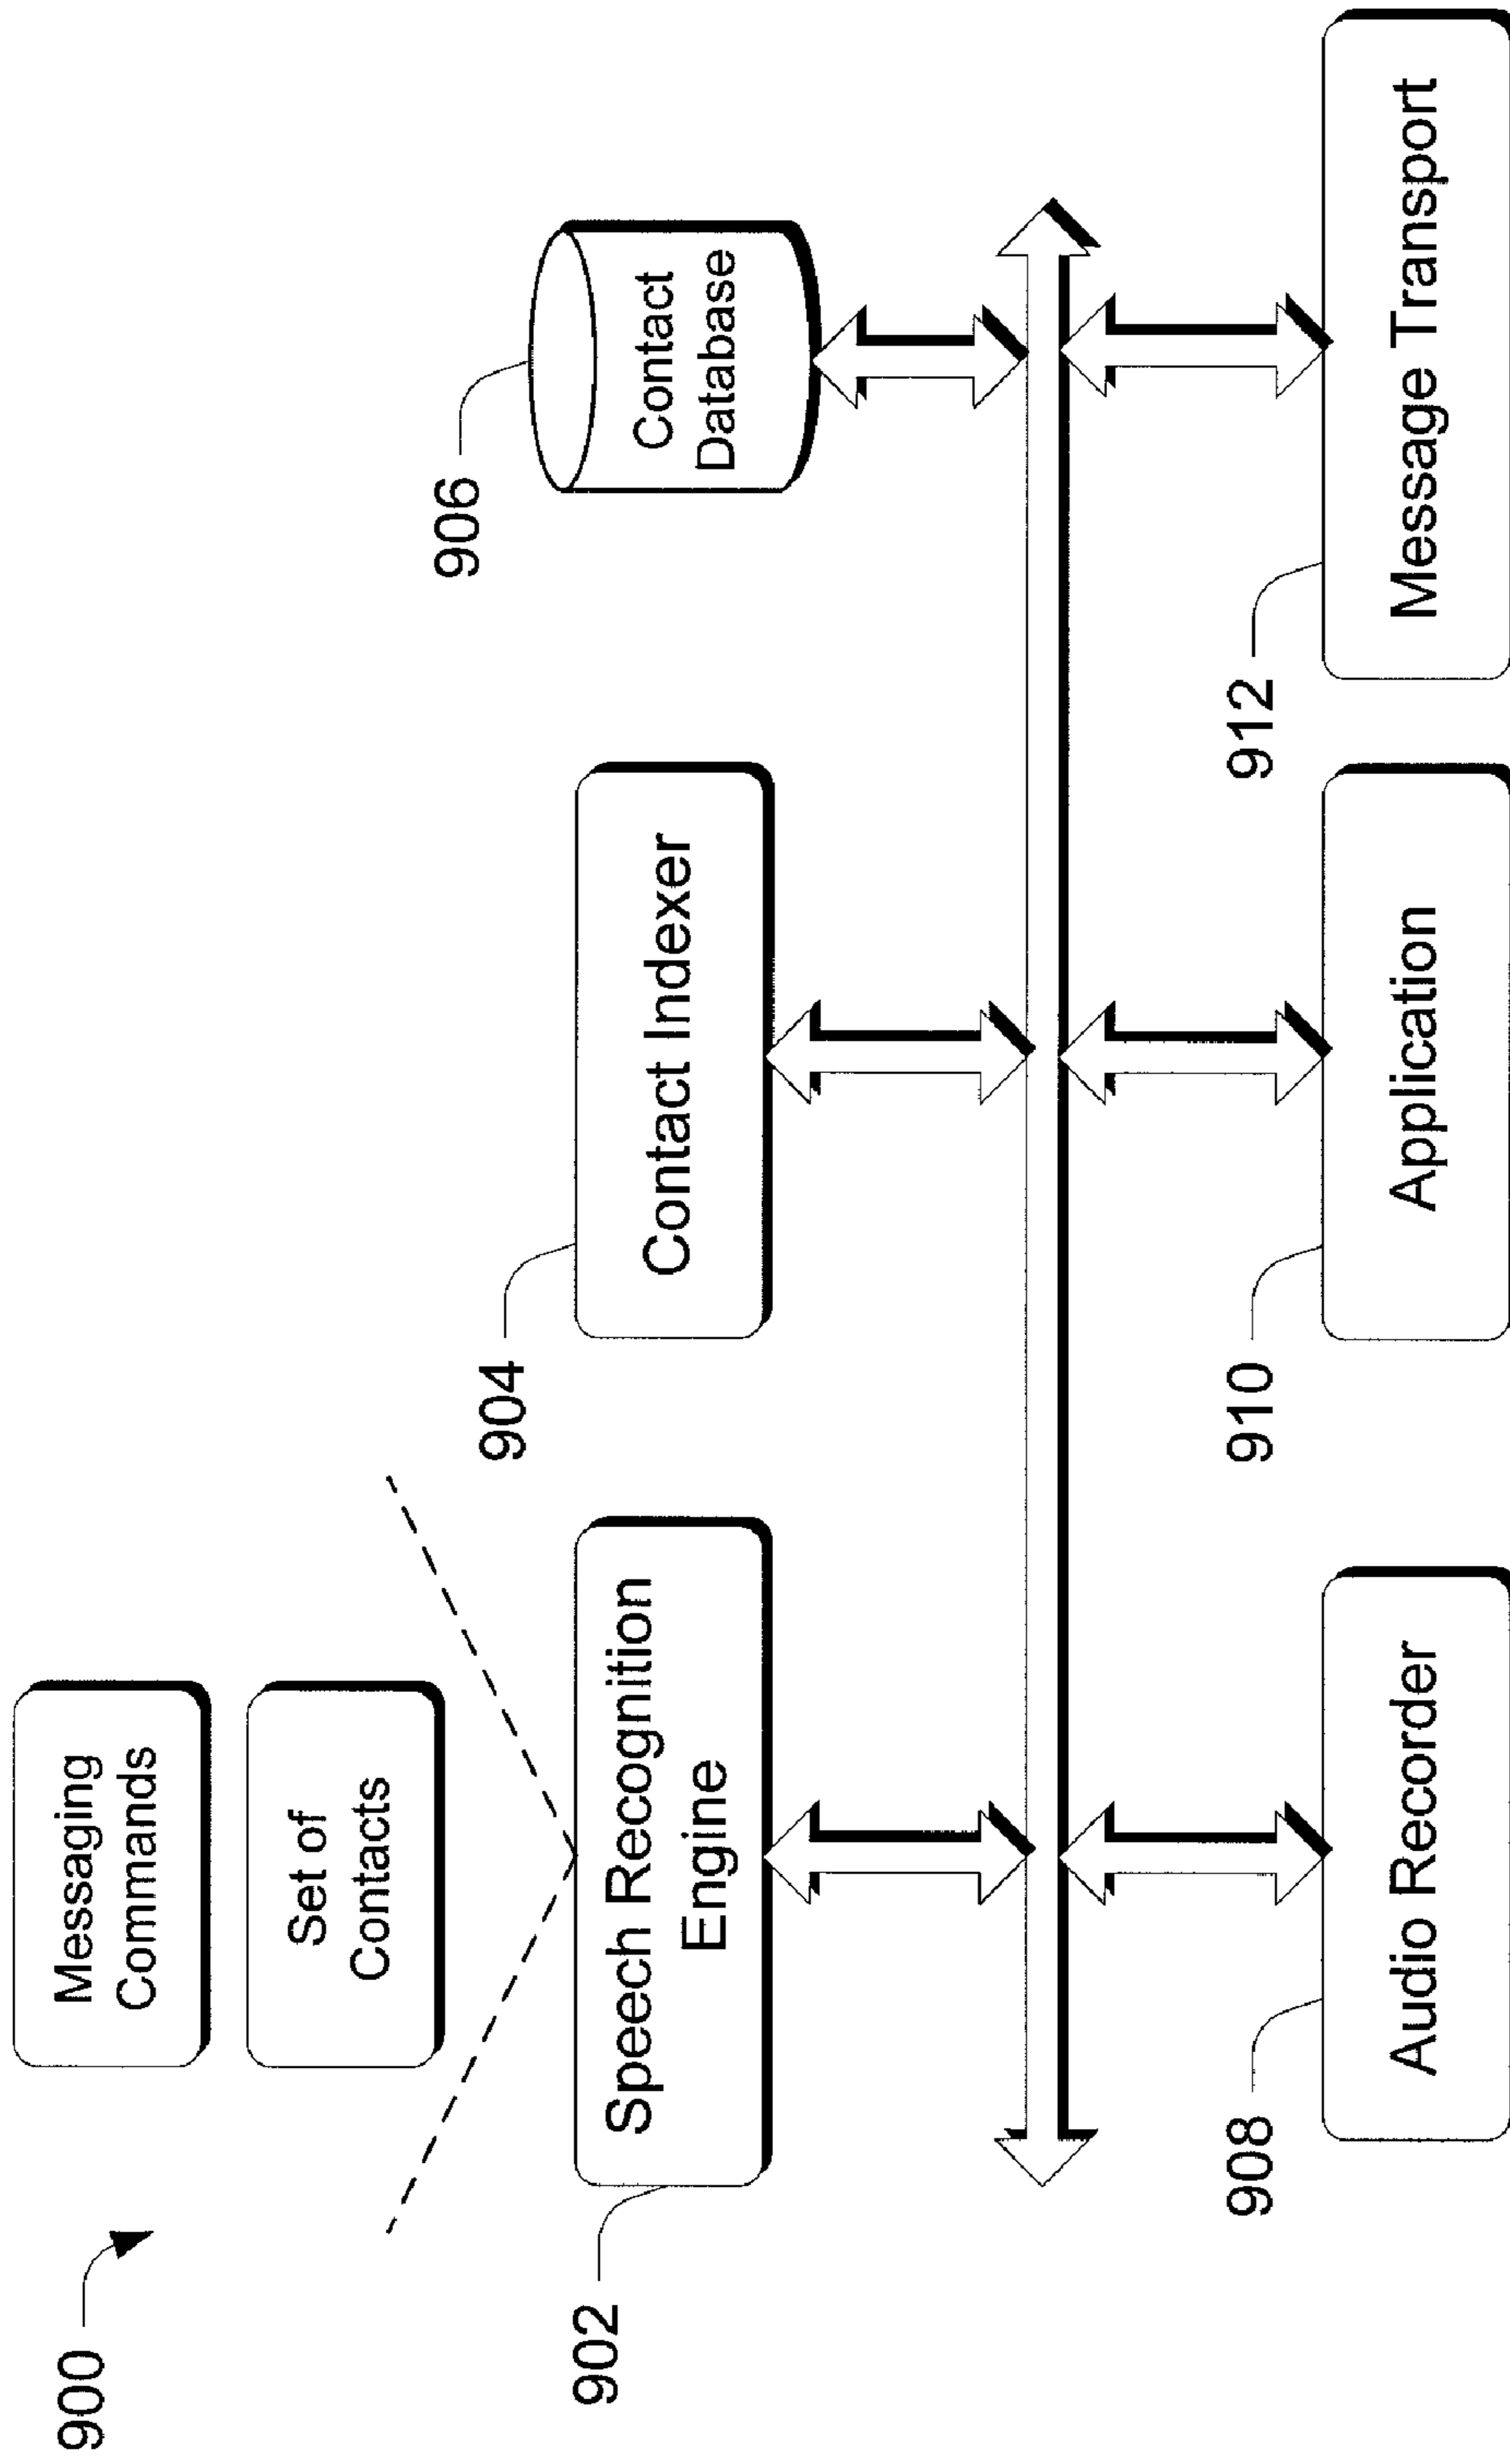 900
Messaging
Commands
Set of
Contacts
902
Speech Recognition
Engine
904
Contact Indexer
906
Contact
Database
908
Audio Recorder
910
Application
912
Message Transport